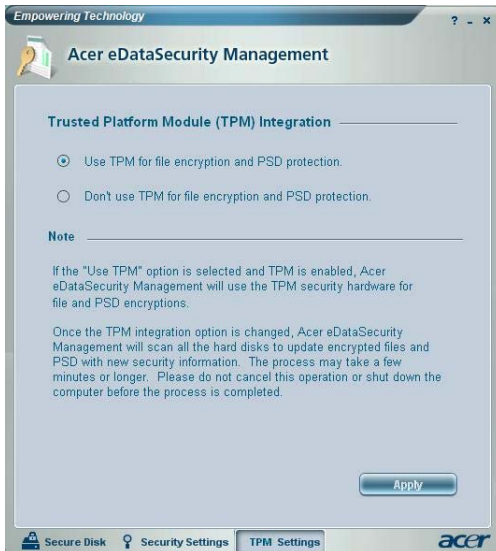 Empowering Technology
? - x
Acer eDataSecurity Management
Trusted Platform Module (TPM) Integration
Use TPM for file encryption and PSD protection.
Don't use TPM for file encryption and PSD protection.
Note
If the "Use TPM" option is selected and TPM is enabled, Acer
eDataSecurity Management will use the TPM security hardware for
file and PSD encryptions.
Once the TPM integration option is changed, Acer eDataSecurity
Management will scan all the hard disks to update encrypted files and
PSD with new security information. The process may take a few
minutes or longer. Please do not cancel this operation or shut down the
computer before the process is completed.
Apply
Secure Disk Security Settings TPM Settings acer